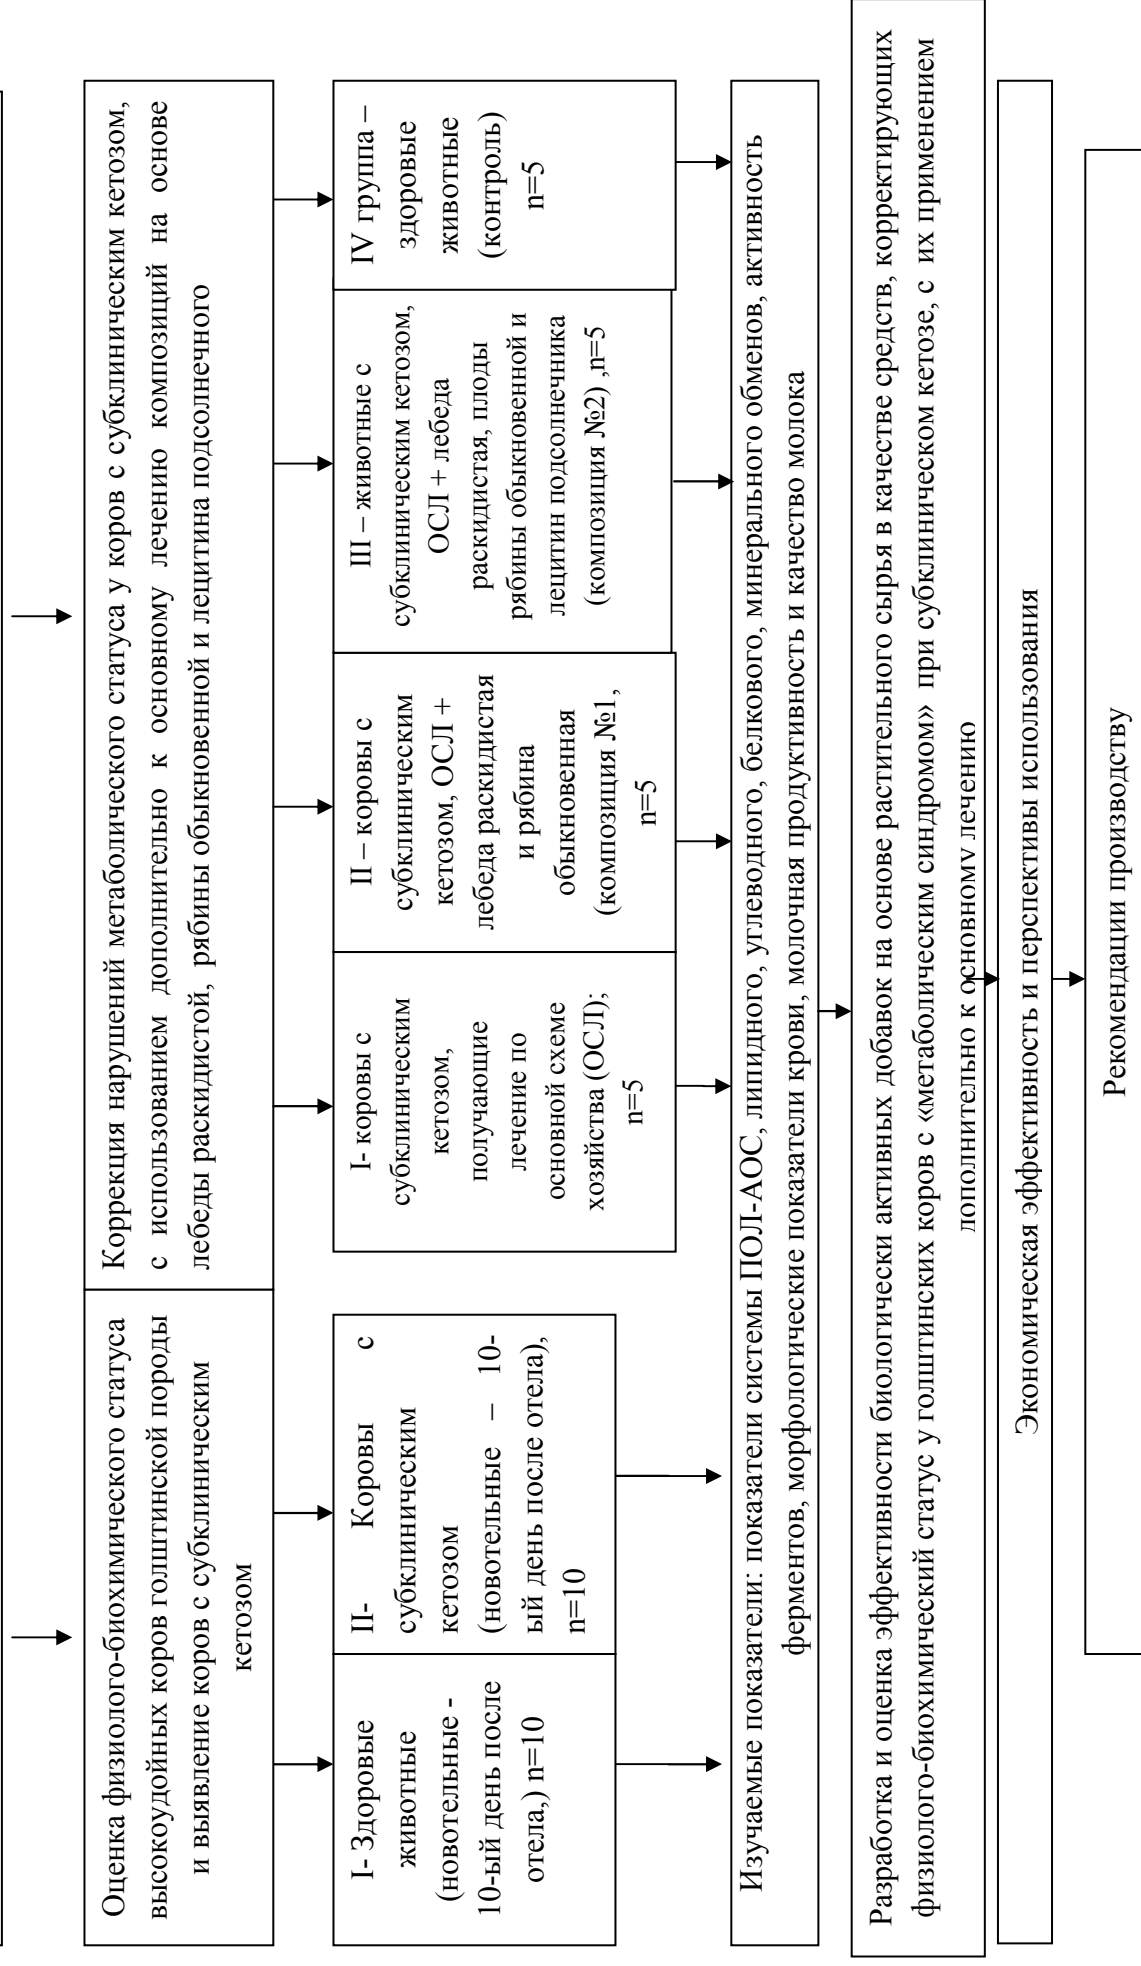 Оценка физиолого-биохимического статуса
высокоудойных коров голштинской породы
и выявление коров с субклиническим
кетозом
Коррекция нарушений метаболического статуса у коров с субклиническим кетозом,
с использованием дополнительно к основному лечению композиций на основе
лебеды раскидистой, рябины обыкновенной и лецитина подсолнечного
I- Здоровые
животные
(новотельные -
10-ый день после
отела,) n=10
II- Коровы с
субклиническим
кетозом
(новотельные – 10-
ый день после отела),
n=10
I- коровы с
субклиническим
кетозом,
получающие
лечение по
основной схеме
хозяйства (ОСЛ);
n=5
II – коровы с
субклиническим
кетозом, ОСЛ +
лебеда раскидистая
и рябина
обыкновенная
(композиция №1,
n=5
III – животные с
субклиническим кетозом,
ОСЛ + лебеда
раскидистая, плоды
рябины обыкновенной и
лецитин подсолнечника
(композиция №2) ,n=5
IV группа –
здоровые
животные
(контроль)
n=5
Изучаемые показатели: показатели системы ПОЛ-АОС, липидного, углеводного, белкового, минерального обменов, активность
ферментов, морфологические показатели крови, молочная продуктивность и качество молока
Разработка и оценка эффективности биологически активных добавок на основе растительного сырья в качестве средств, корректирующих
физиолого-биохимический статус у голштинских коров с «метаболическим синдромом» при субклиническом кетозе, с их применением
дополнительно к основному лечению
Экономическая эффективность и перспективы использования
Рекомендации производству